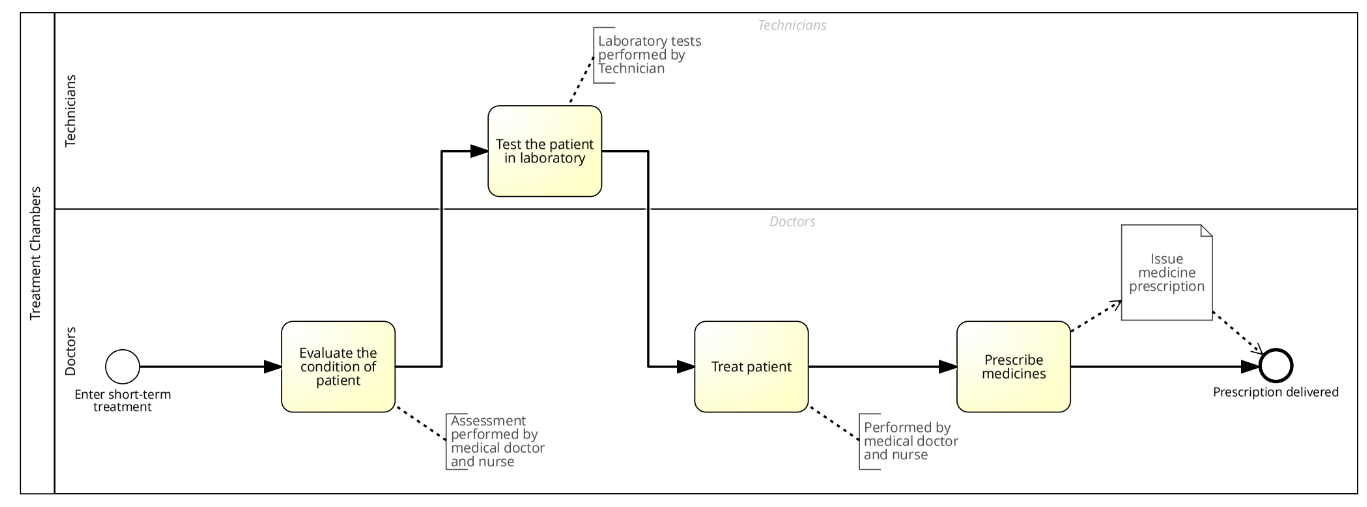 Treatment Chambers
Technicians
Technicians
Laboratory tests
performed by
Technician
Test the patient
in laboratory
Doctors
Doctors
Enter short-term
treatment
Evaluate the
condition of
patient
Assessment
performed by
medical doctor
and nurse
Treat patient
Performed by
medical doctor
and nurse
Prescribe
medicines
Issue
medicine
prescription
Prescription delivered